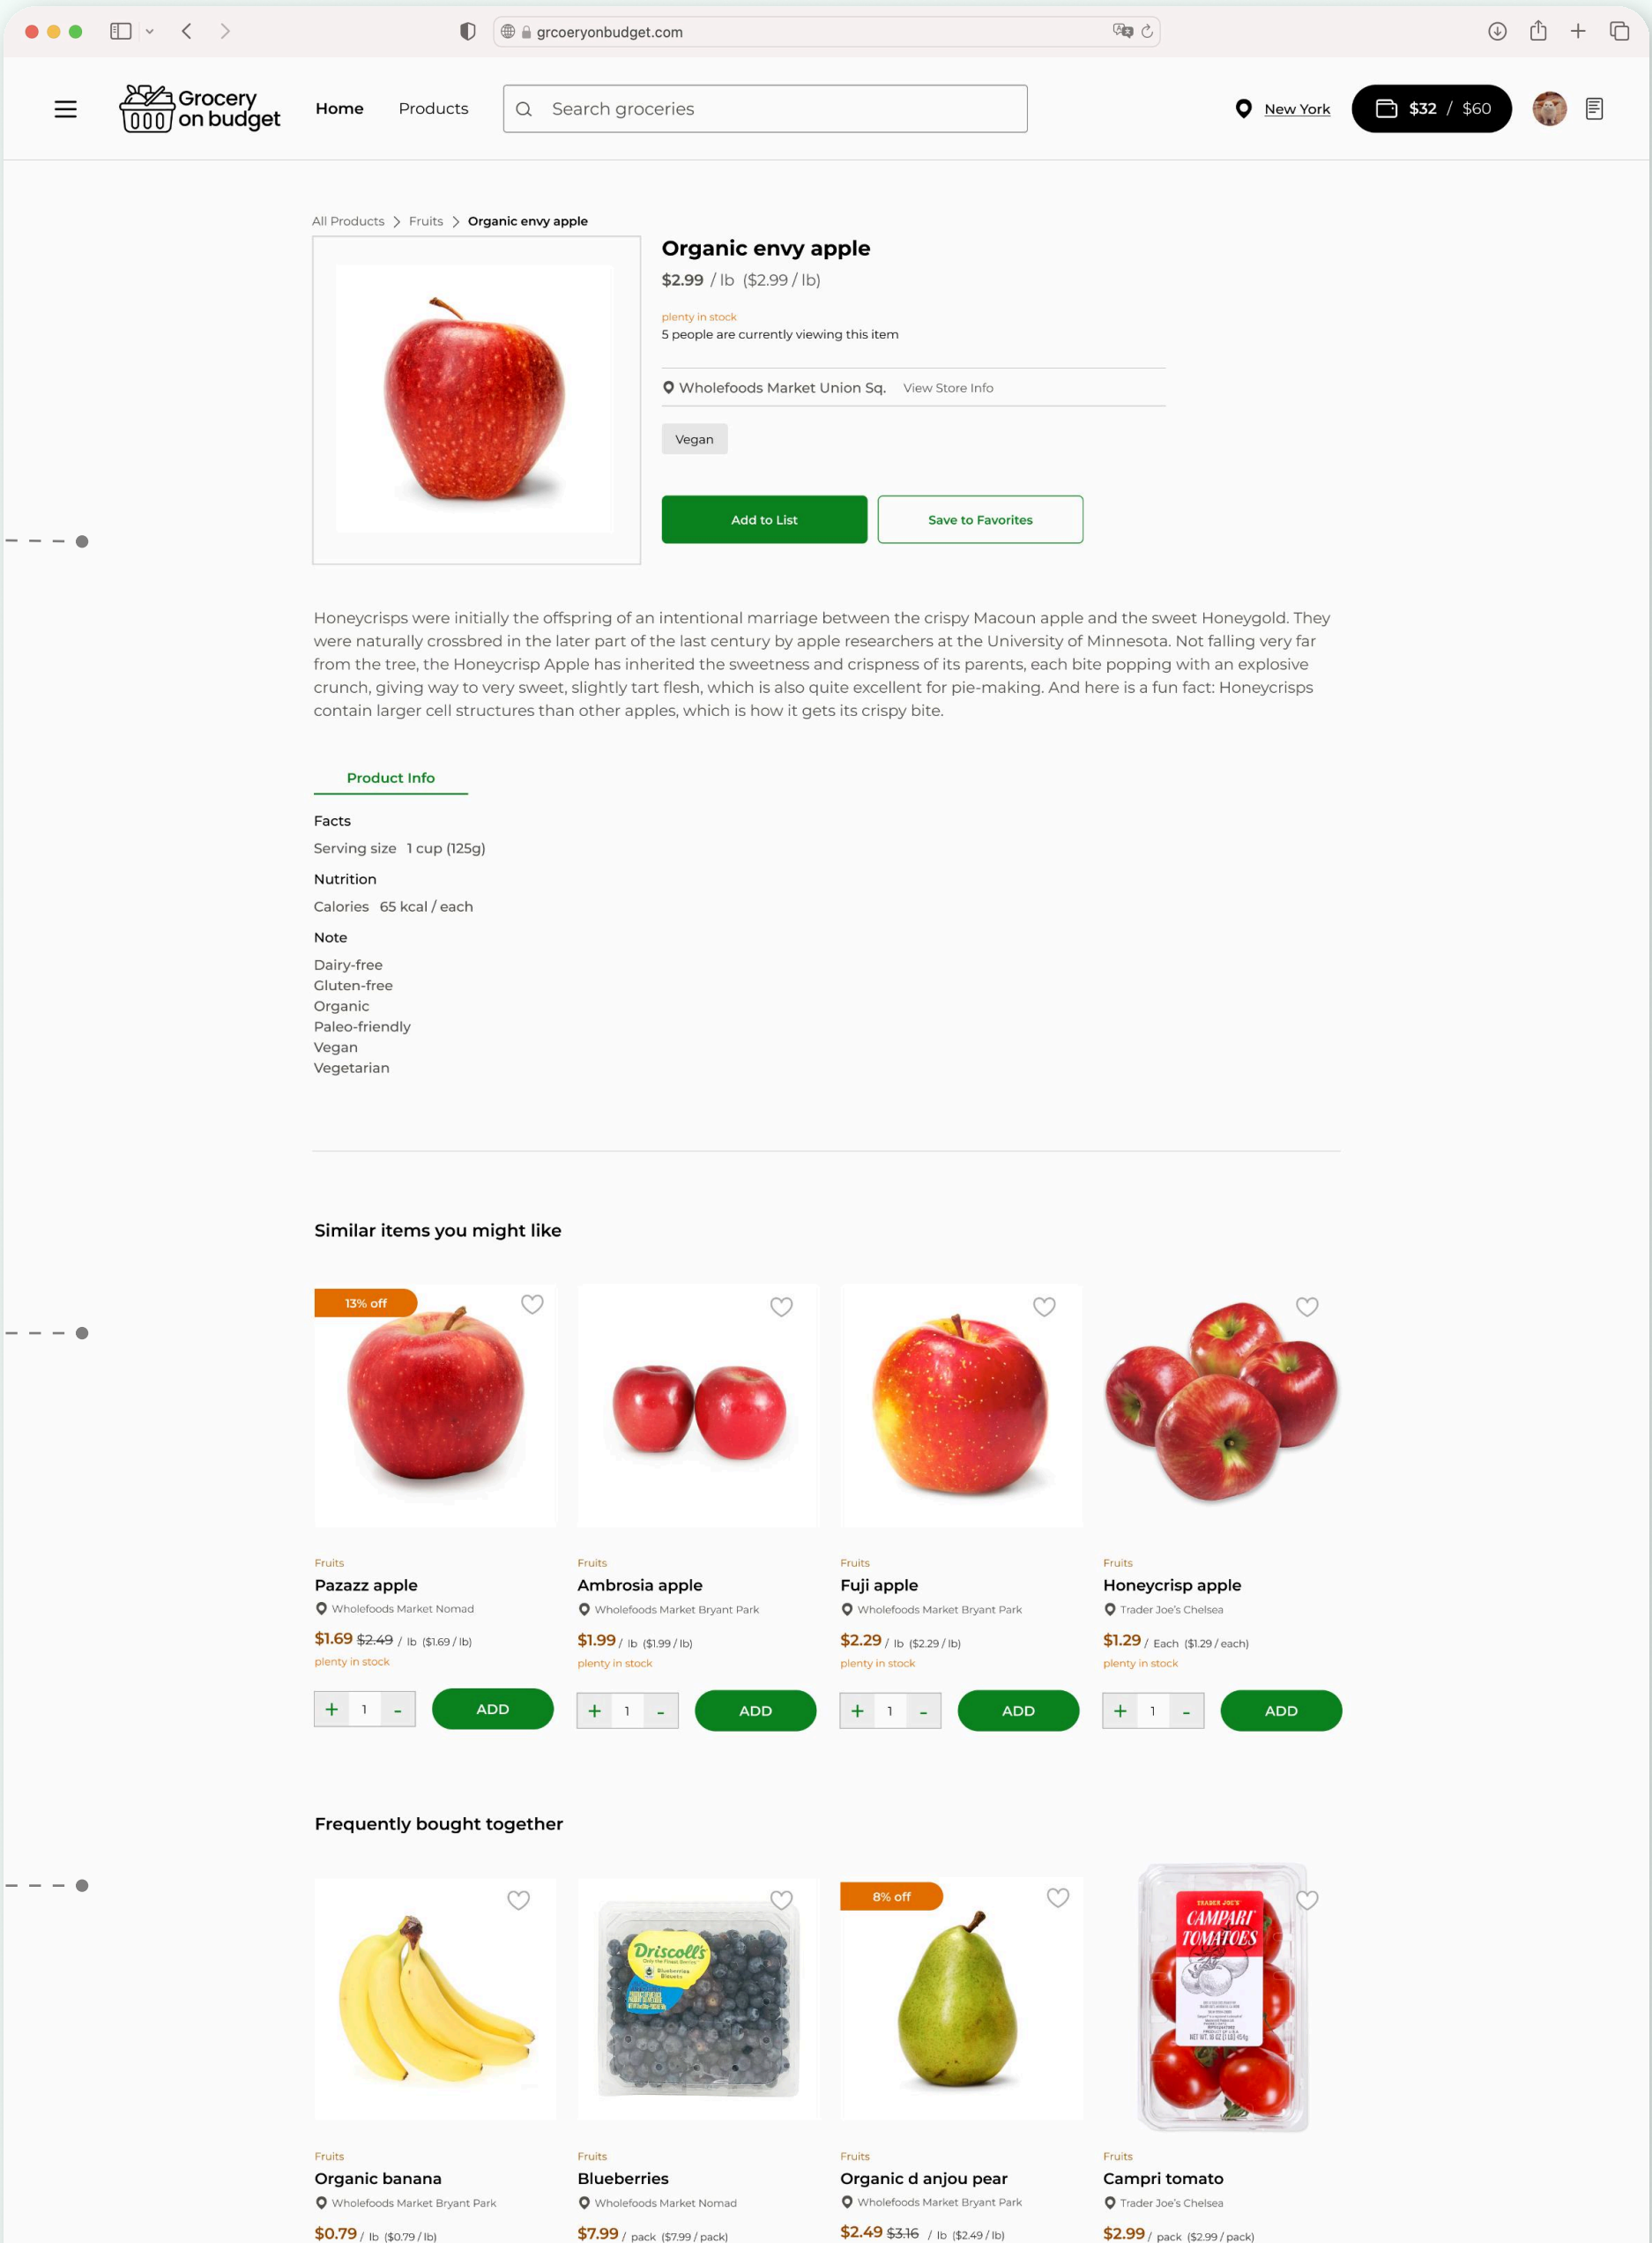 grcoeryonbudget.com
Grocery
on budget
Home
Products
Search groceries
New York
$32 / $60
All Products > Fruits > Organic envy apple
Organic envy apple
$2.99 / lb ($2.99 / lb)
plenty in stock
5 people are currently viewing this item
Wholefoods Market Union Sq. View Store Info
Vegan
Add to List
Save to Favorites
Honeycrisps were initially the offspring of an intentional marriage between the crispy Macoun apple and the sweet Honeygold. They
were naturally crossbred in the later part of the last century by apple researchers at the University of Minnesota. Not falling very far
from the tree, the Honeycrisp Apple has inherited the sweetness and crispness of its parents, each bite popping with an explosive
crunch, giving way to very sweet, slightly tart flesh, which is also quite excellent for pie-making. And here is a fun fact: Honeycrisps
contain larger cell structures than other apples, which is how it gets its crispy bite.
Product Info
Facts
Serving size 1 cup (125g)
Nutrition
Calories 65 kcal / each
Note
Dairy-free
Gluten-free
Organic
Paleo-friendly
Vegan
Vegetarian
Similar items you might like
13% off
Fruits
Pazazz apple
Wholefoods Market Nomad
$1.69 $2.49 / lb ($1.69 / lb)
plenty in stock
+ 1 -
ADD
Fruits
Ambrosia apple
Wholefoods Market Bryant Park
$1.99 / lb ($1.99 / lb)
plenty in stock
+ 1 -
ADD
Fruits
Fuji apple
Wholefoods Market Bryant Park
$2.29 / lb ($2.29 / lb)
plenty in stock
+ 1 -
ADD
Fruits
Honeycrisp apple
Trader Joe's Chelsea
$1.29 / Each ($1.29 / each)
plenty in stock
+ 1 -
ADD
Frequently bought together
Fruits
Organic banana
Wholefoods Market Bryant Park
$0.79 / lb ($0.79 / lb)
Driscoll's
Only the Finest Berries
Blueberries
Bleuets
Fruits
Blueberries
Wholefoods Market Nomad
$7.99 / pack ($7.99 / pack)
8% off
Fruits
Organic d anjou pear
Wholefoods Market Bryant Park
$2.49 $3.16 / lb ($2.49 / lb)
TRADER JOE'S
CAMPARI
TOMATOES
NET WT. 16 OZ (1 LB) 454g
Fruits
Campri tomato
Trader Joe's Chelsea
$2.99 / pack ($2.99 / pack)